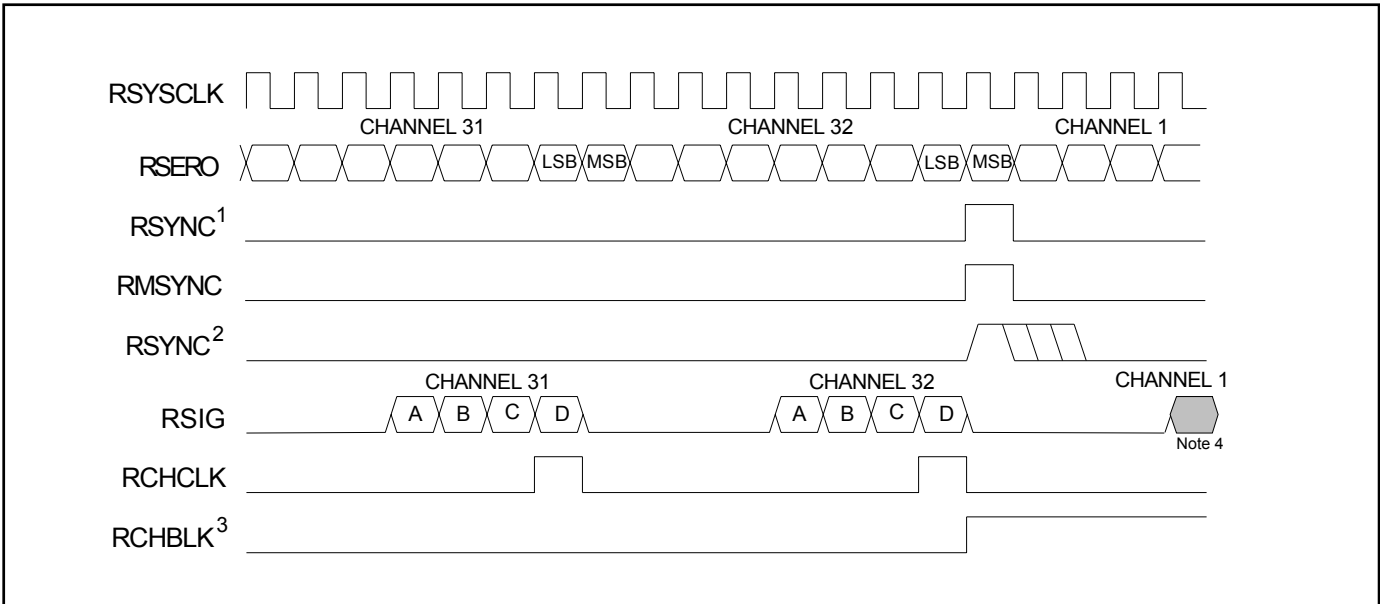 RSYSCLK
CHANNEL 31 CHANNEL 32 CHANNEL 1
RSERO LSB MSB LSB MSB
RSYNC1
RMSYNC
RSYNC2
CHANNEL 31 CHANNEL 32 CHANNEL 1
RSIG A B C D A B C D
Note 4
RCHCLK
RCHBLK3